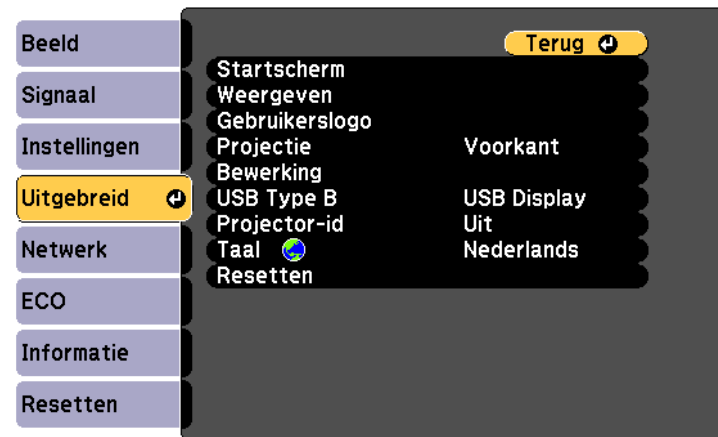 Beeld
Signaal
Instellingen
Uitgebreid
Netwerk
ECO
Informatie
Resetten
Terug
Startscherm
Weergeven
Gebruikerslogo
Projectie Voorkant
Bewerking
USB Type B USB Display
Projector-id Uit
Taal Nederlands
Resetten